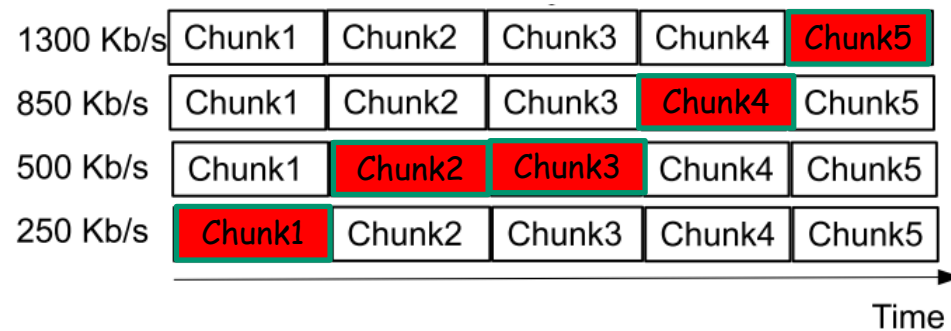 1300 Kb/s Chunk1 Chunk2 Chunk3 Chunk4 Chunk5
850 Kb/s Chunk1 Chunk2 Chunk3 Chunk4 Chunk5
500 Kb/s Chunk1 Chunk2 Chunk3 Chunk4 Chunk5
250 Kb/s Chunk1 Chunk2 Chunk3 Chunk4 Chunk5
Time